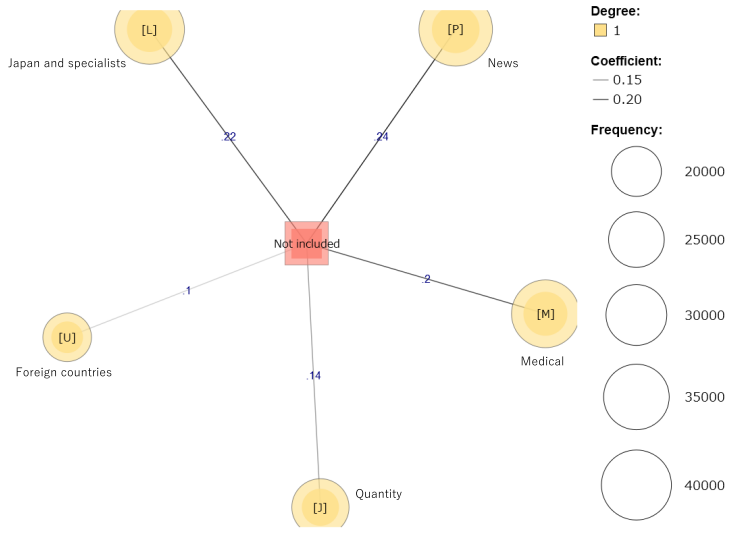 [L]
Japan and specialists
[P]
News
.22
.24
Not included
.1
.2
[U]
Foreign countries
[M]
Medical
.14
[J]
Quantity
Degree:
1
Coefficient:
0.15
0.20
Frequency:
20000
25000
30000
35000
40000